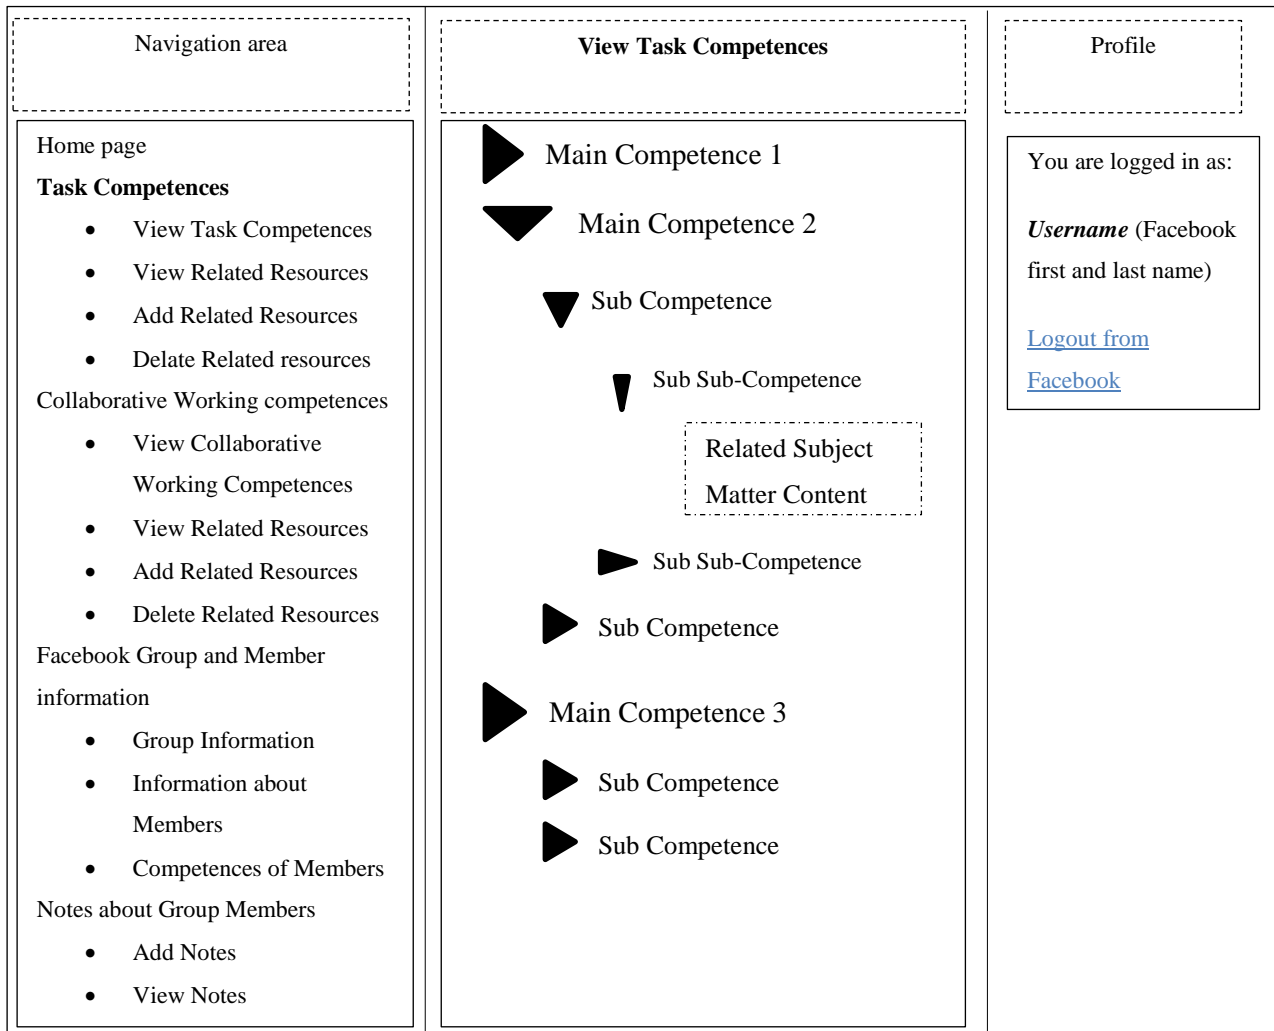 Navigation area
Home page
Task Competences
• View Task Competences
• View Related Resources
• Add Related Resources
• Delate Related resources
Collaborative Working competences
• View Collaborative
Working Competences
• View Related Resources
• Add Related Resources
• Delete Related Resources
Facebook Group and Member
information
• Group Information
• Information about
Members
• Competences of Members
Notes about Group Members
• Add Notes
• View Notes
View Task Competences
Main Competence 1
Main Competence 2
Sub Competence
Sub Sub-Competence
Related Subject
Matter Content
Sub Sub-Competence
Sub Competence
Main Competence 3
Sub Competence
Sub Competence
Profile
You are logged in as:
Username (Facebook
first and last name)
Logout from
Facebook